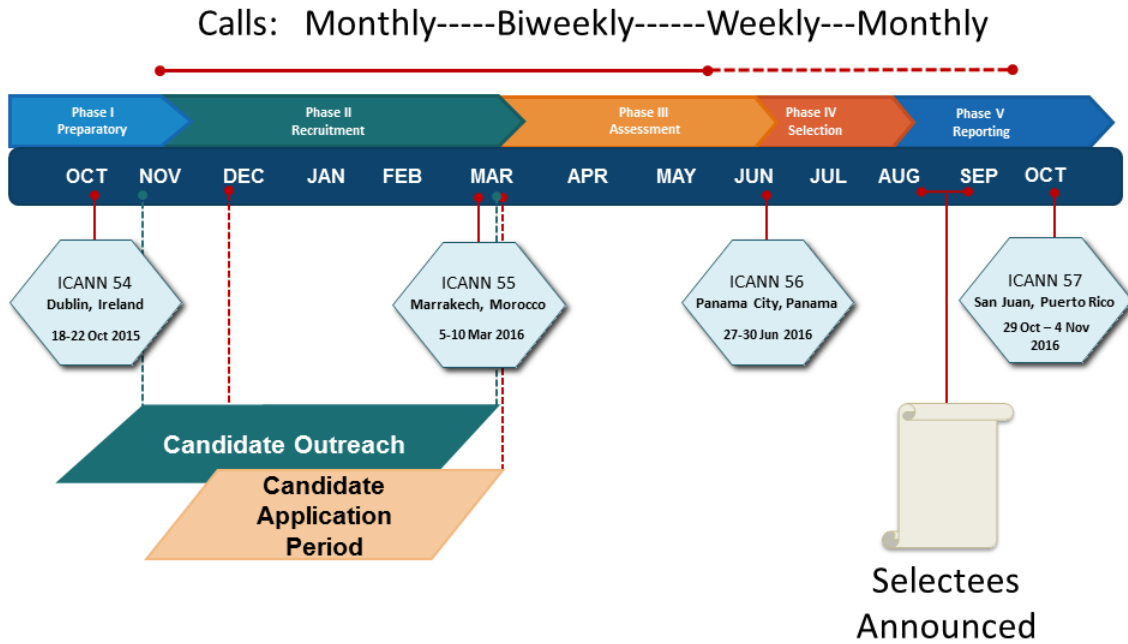 Calls: Monthly-----Biweekly------Weekly---Monthly
Phase I
Preparatory
Phase II
Recruitment
Phase III
Assessment
Phase IV
Selection
Phase V
Reporting
OCT NOV DEC JAN FEB MAR APR MAY JUN JUL AUG SEP OCT
ICANN 54
Dublin, Ireland
18-22 Oct 2015
ICANN 55
Marrakech, Morocco
5-10 Mar 2016
ICANN 56
Panama City, Panama
27-30 Jun 2016
ICANN 57
San Juan, Puerto Rico
29 Oct – 4 Nov
2016
Candidate Outreach
Candidate
Application
Period
Selectees
Announced